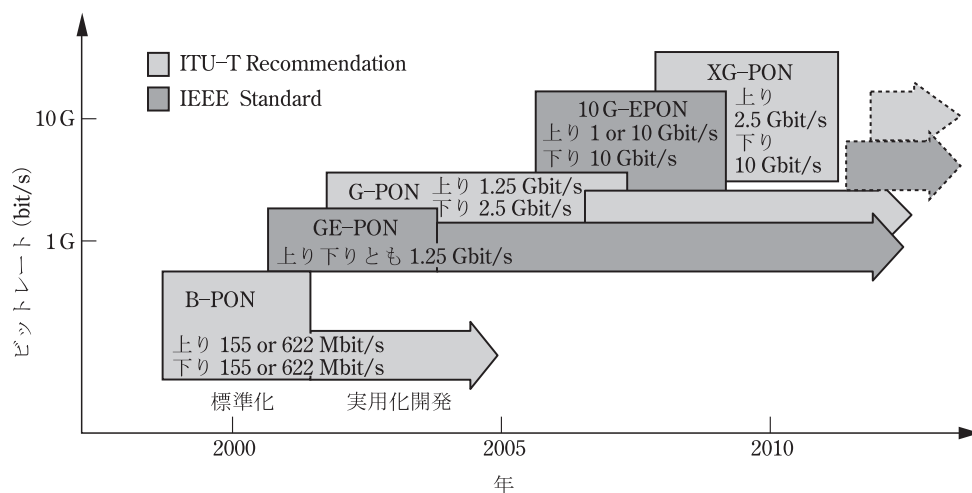 ITU-T Recommendation
IEEE Standard
ビットレート (bit/s)
10 G
1 G
XG-PON
上り
2.5 Gbit/s
下り
10 Gbit/s
10 G-EPON
上り 1 or 10 Gbit/s
下り 10 Gbit/s
G-PON 上り 1.25 Gbit/s
下り 2.5 Gbit/s
GE-PON
上り下りとも 1.25 Gbit/s
B-PON
上り 155 or 622 Mbit/s
下り 155 or 622 Mbit/s
標準化 実用化開発
2000 2005 2010
年